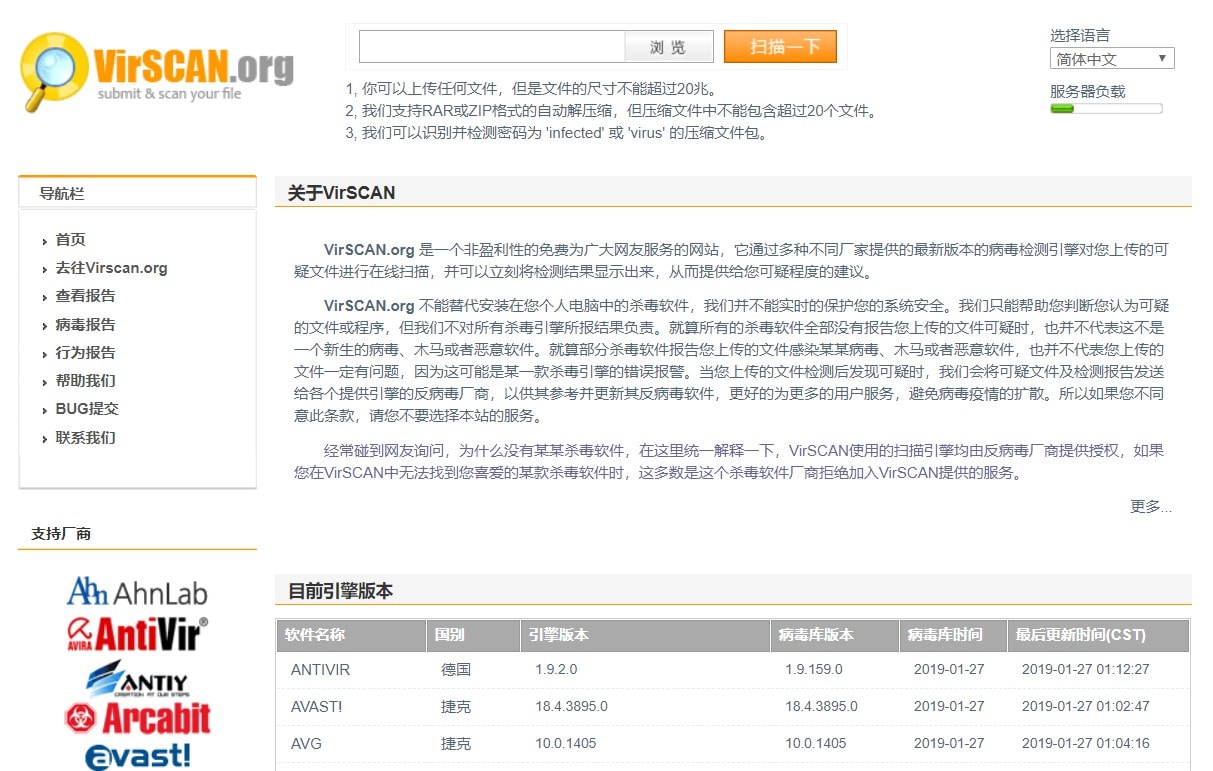 VirSCAN.org
submit & scan your file
浏 览
扫描一下
1, 你可以上传任何文件，但是文件的尺寸不能超过20兆。
2, 我们支持RAR或ZIP格式的自动解压缩，但压缩文件中不能包含超过20个文件。
3, 我们可以识别并检测密码为 'infected' 或 'virus' 的压缩文件包。
选择语言
简体中文
服务器负载
导航栏
首页
去往Virscan.org
查看报告
病毒报告
行为报告
帮助我们
BUG提交
联系我们
支持厂商
AhnLab
AVIRA AntiVir®
ANTIY
CREATION AT OUR STEPS
Arcabit
avast!
关于VirSCAN
VirSCAN.org 是一个非盈利性的免费为广大网友服务的网站，它通过多种不同厂家提供的最新版本的病毒检测引擎对您上传的可
疑文件进行在线扫描，并可以立刻将检测结果显示出来，从而提供给您可疑程度的建议。
VirSCAN.org 不能替代安装在您个人电脑中的杀毒软件，我们并不能实时的保护您的系统安全。我们只能帮助您判断您认为可疑
的文件或程序，但我们不对所有杀毒引擎所报结果负责。就算所有的杀毒软件全部没有报告您上传的文件可疑时，也并不代表这不是
一个新生的病毒、木马或者恶意软件。就算部分杀毒软件报告您上传的文件感染某某病毒、木马或者恶意软件，也并不代表您上传的
文件一定有问题，因为这可能是某一款杀毒引擎的错误报警。当您上传的文件检测后发现可疑时，我们会将可疑文件及检测报告发送
给各个提供引擎的反病毒厂商，以供其参考并更新其反病毒软件，更好的为更多的用户服务，避免病毒疫情的扩散。所以如果您不同
意此条款，请您不要选择本站的服务。
经常碰到网友询问，为什么没有某某杀毒软件，在这里统一解释一下，VirSCAN使用的扫描引擎均由反病毒厂商提供授权，如果
您在VirSCAN中无法找到您喜爱的某款杀毒软件时，这多数是这个杀毒软件厂商拒绝加入VirSCAN提供的服务。
更多...
目前引擎版本
软件名称 国别 引擎版本 病毒库版本 病毒库时间 最后更新时间(CST)
ANTIVIR 德国 1.9.2.0 1.9.159.0 2019-01-27 2019-01-27 01:12:27
AVAST! 捷克 18.4.3895.0 18.4.3895.0 2019-01-27 2019-01-27 01:02:47
AVG 捷克 10.0.1405 10.0.1405 2019-01-27 2019-01-27 01:04:16